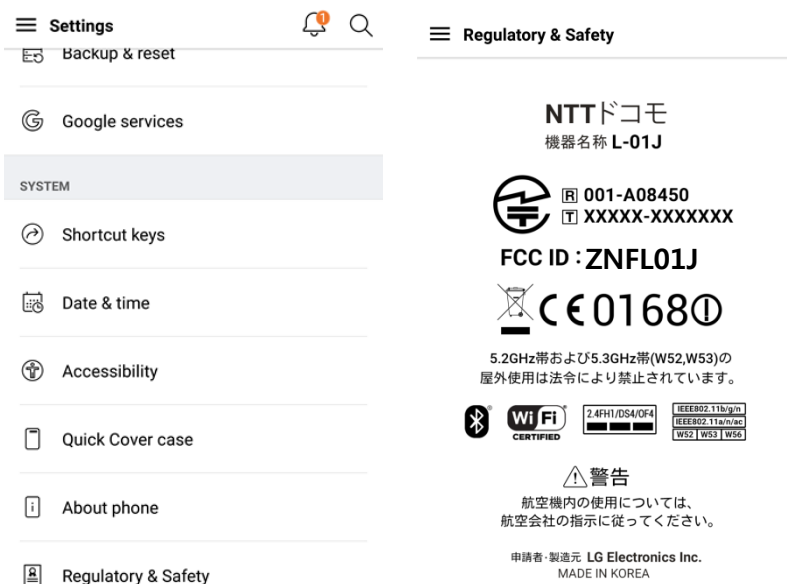 Settings
1
Backup & reset
Google services
SYSTEM
Shortcut keys
Date & time
Accessibility
Quick Cover case
About phone
Regulatory & Safety
Regulatory & Safety
NTTドコモ
機器名称 L-01J
R 001-A08450
T XXXXX-XXXXXXX
FCC ID : ZNFL01J
CE0168
5.2GHz帯および5.3GHz帯(W52,W53)の
屋外使用は法令により禁止されています。
Wi Fi
CERTIFIED
2.4FH1/DS4/OF4
IEEE802.11b/g/n
IEEE802.11a/n/ac
W52 W53 W56
警告
航空機内の使用については、
航空会社の指示に従ってください。
申請者·製造元 LG Electronics Inc.
MADE IN KOREA